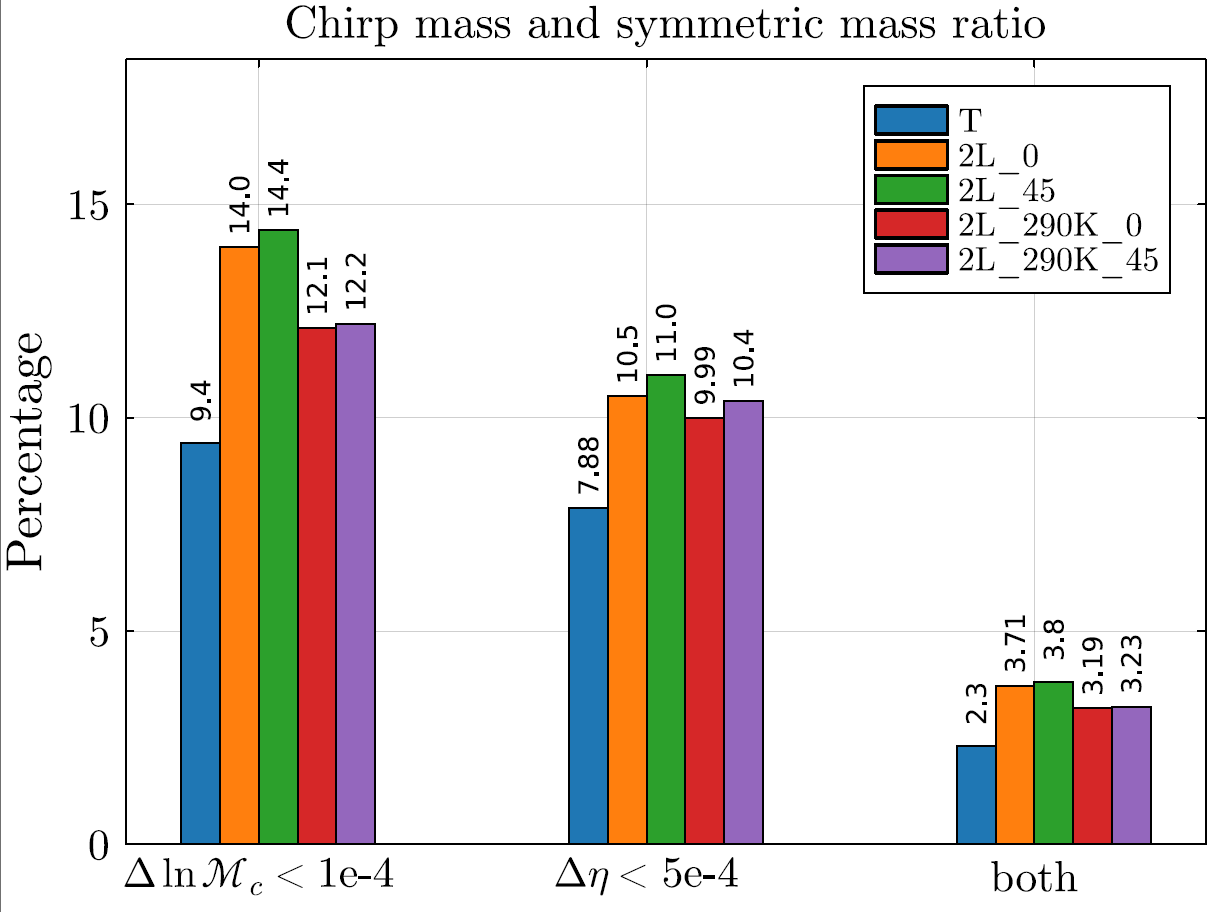 Chirp mass and symmetric mass ratio
T
2L_0
2L_45
2L_290K_0
2L_290K_45
Percentage
15
10
5
0
9.4
14.0
14.4
12.1
12.2
7.88
10.5
11.0
9.99
10.4
2.3
3.71
3.8
3.19
3.23
Δ ln ℳc < 1e-4
Δη < 5e-4
both